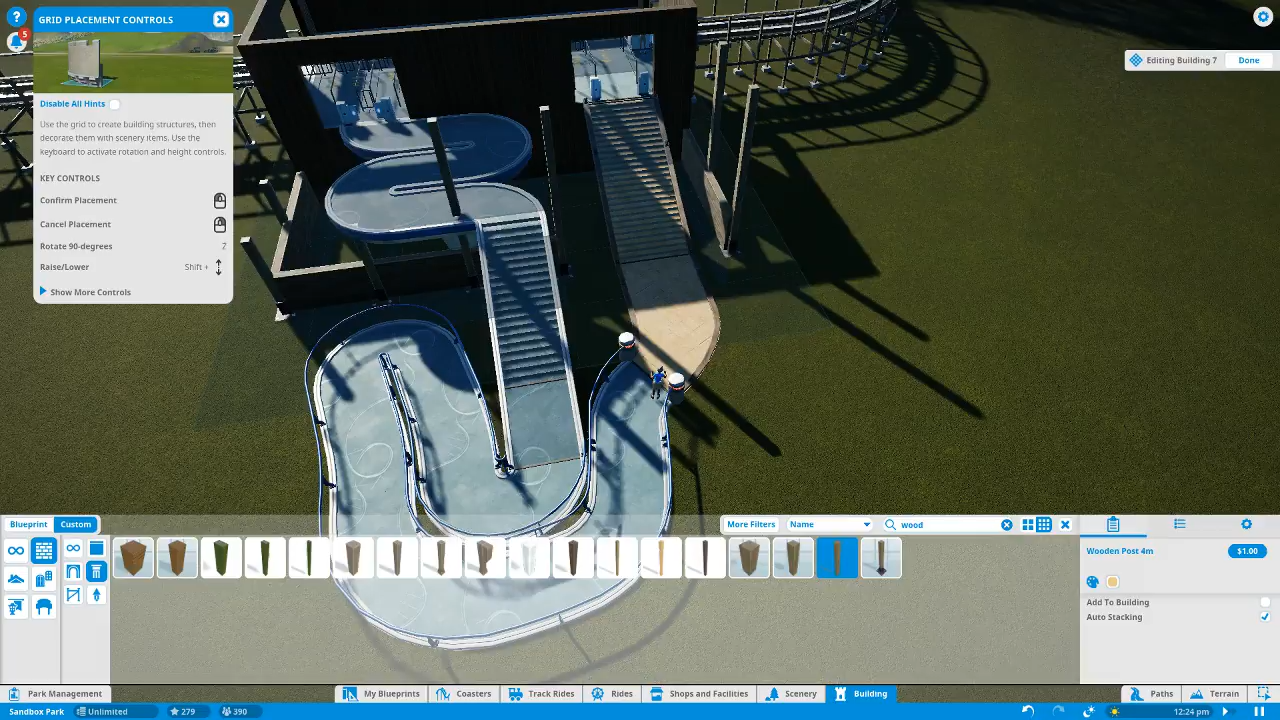 ?
5
GRID PLACEMENT CONTROLS
Disable All Hints
Use the grid to create building structures, then
decorate them with scenery items. Use the
keyboard to activate rotation and height controls.
KEY CONTROLS
Confirm Placement
Cancel Placement
Rotate 90-degrees Z
Raise/Lower Shift +
Show More Controls
Editing Building 7 Done
Blueprint Custom
More Filters Name wood
Wooden Post 4m $1.00
Add To Building
Auto Stacking
Park Management My Blueprints Coasters Track Rides Rides Shops and Facilities Scenery Building Paths Terrain
Sandbox Park Unlimited 279 390 12:24 pm